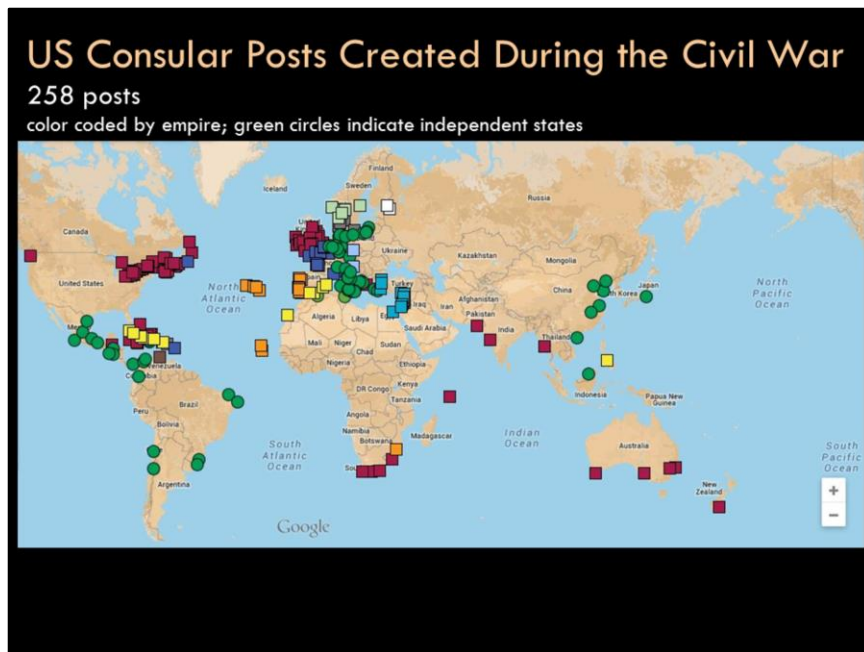 US Consular Posts Created During the Civil War
258 posts
color coded by empire; green circles indicate independent states
Iceland
Finland
Sweden
Russia
Canada
Ukraine
Kazakhstan
Mongolia
United States
North
Atlantic
Ocean
Turkey
China
South Korea
Japan
North
Pacific
Ocean
Iraq
Iran
Afghanistan
Pakistan
Algeria
Libya
Saudi Arabia
India
Mali
Niger
Sudan
Chad
Thailand
Nigeria
Ethiopia
Venezuela
Colombia
DR Congo
Kenya
Tanzania
Indonesia
Papua New
Guinea
Brazil
Peru
Angola
Bolivia
Namibia
Botswana
Madagascar
Indian
Ocean
Australia
South
Atlantic
Ocean
South
Pacific
Ocean
Argentina
New
Zealand
Google
+
−